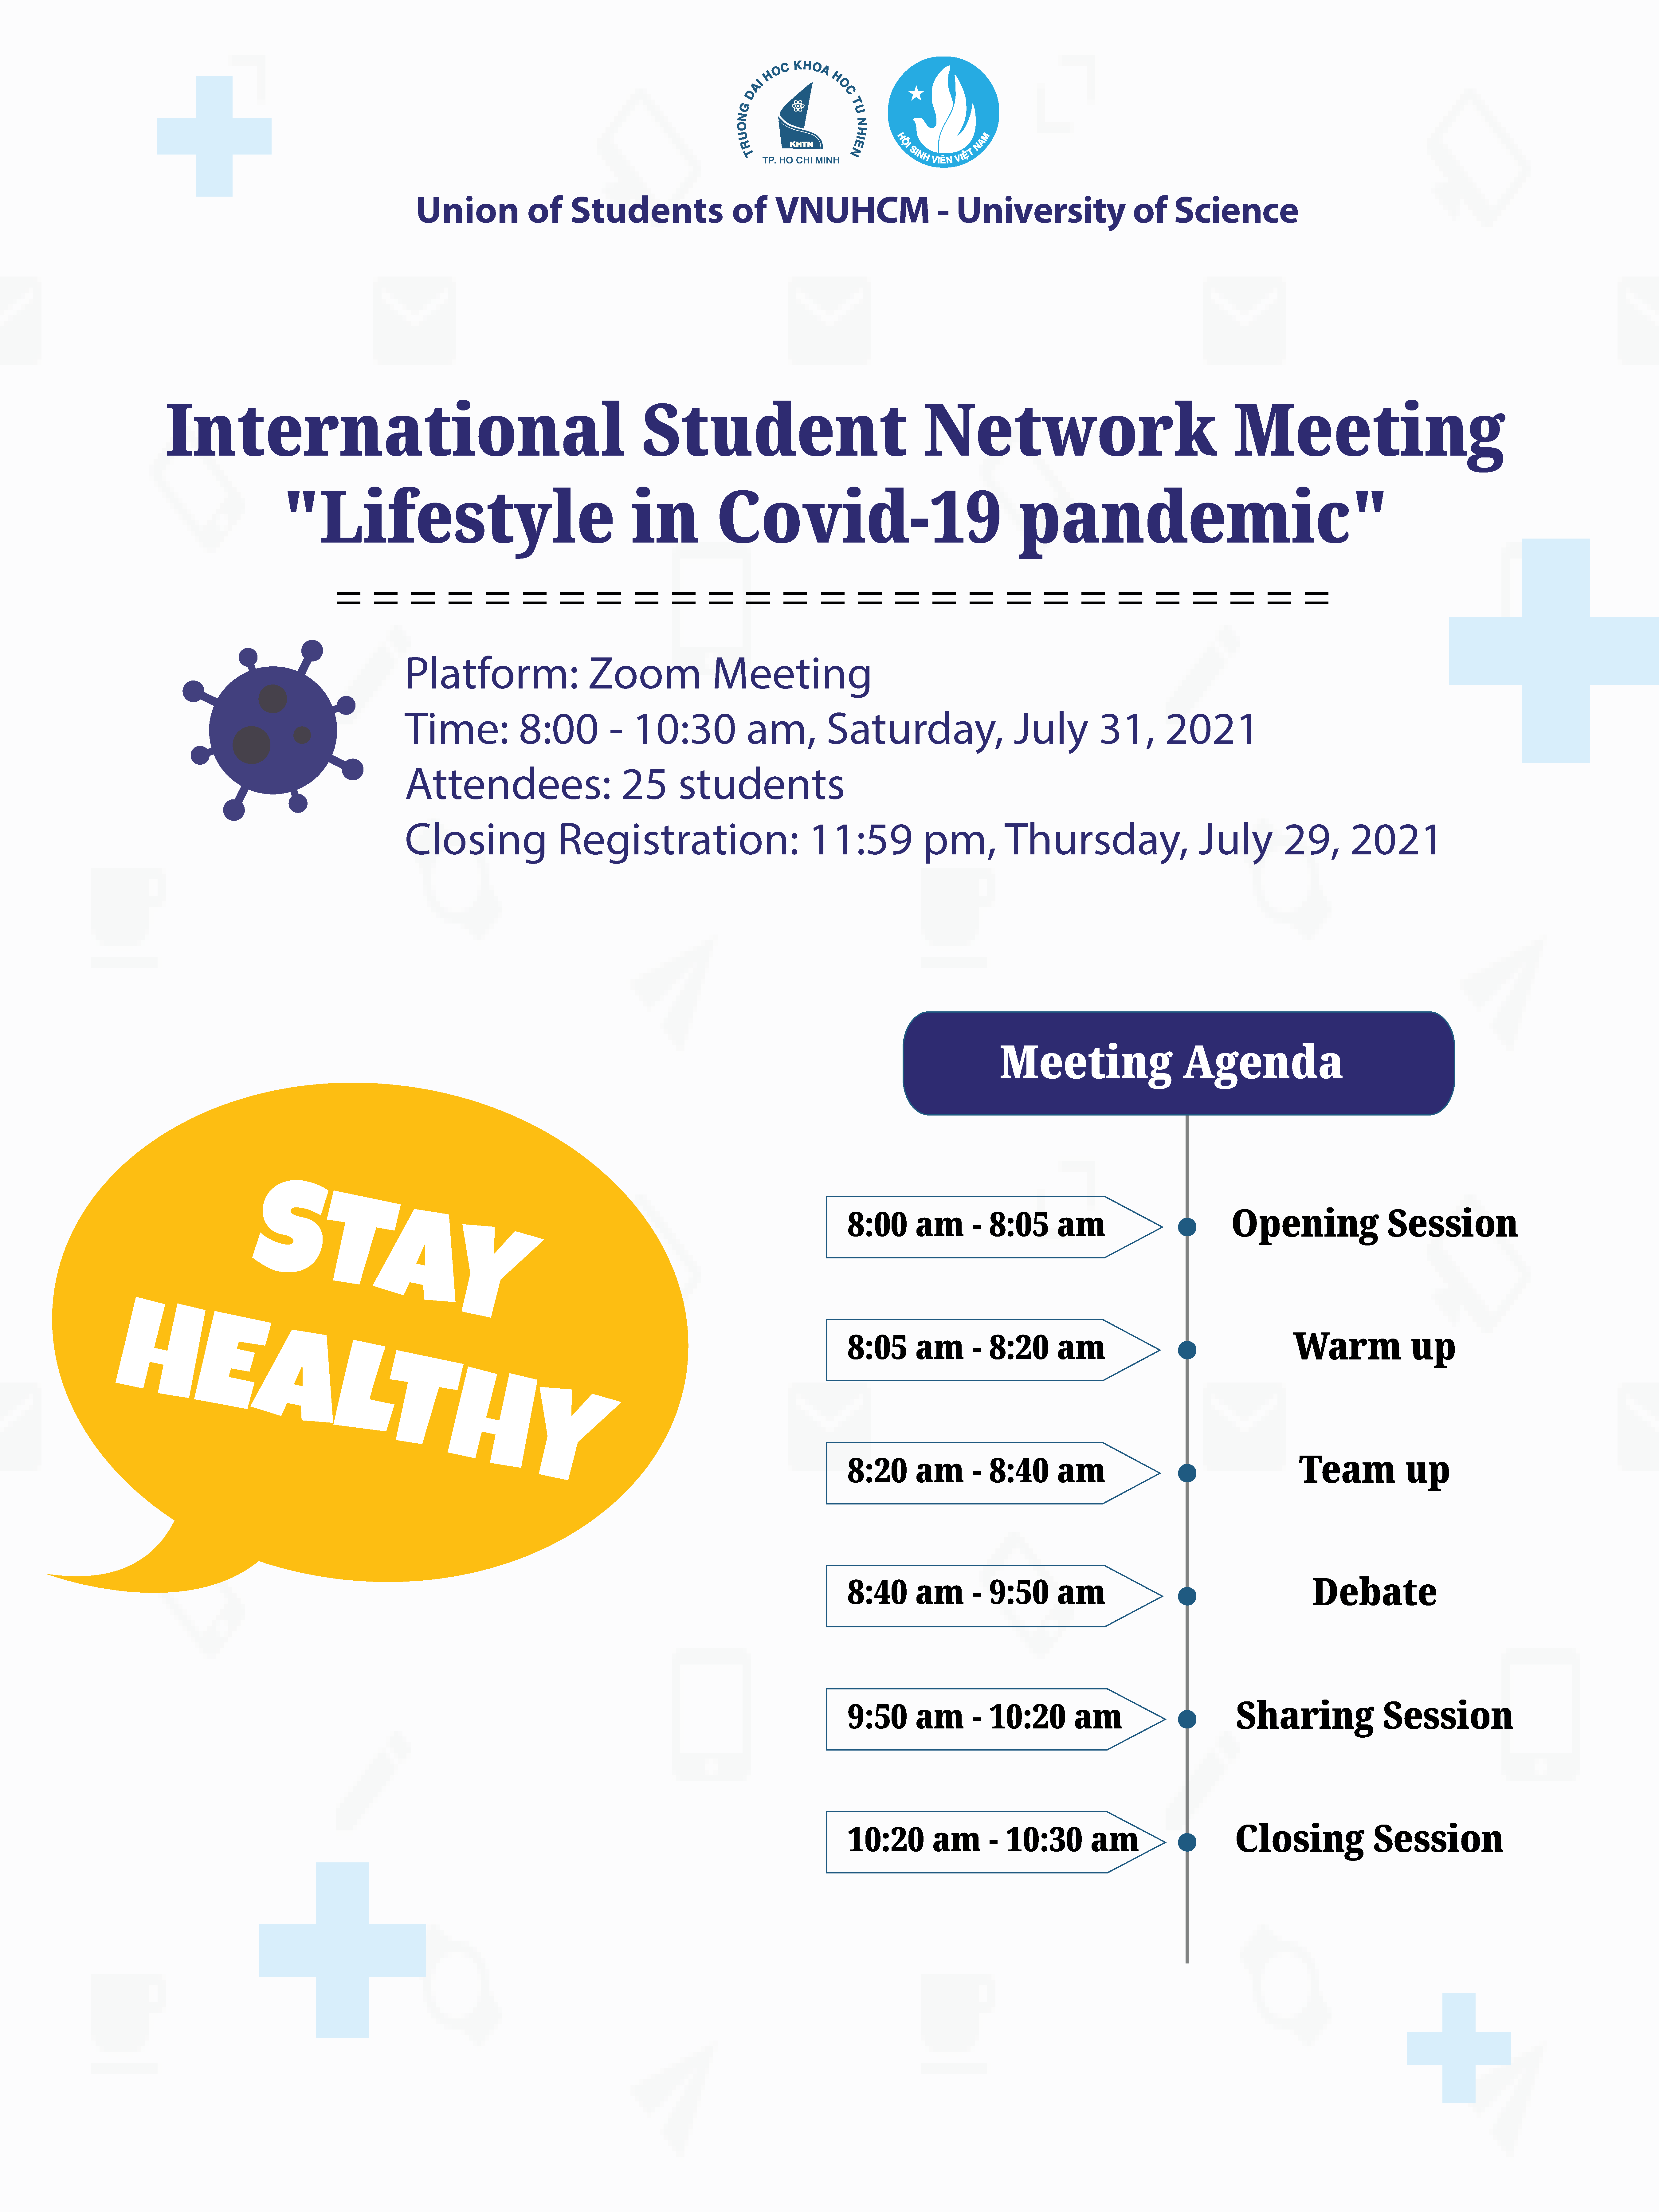 TRUONG DAI HOC KHOA HOC TU NHIEN
KHTN
TP. HO CHI MINH
HỘI SINH VIÊN VIỆT NAM
Union of Students of VNUHCM - University of Science
International Student Network Meeting
"Lifestyle in Covid-19 pandemic"
===========================
Platform: Zoom Meeting
Time: 8:00 - 10:30 am, Saturday, July 31, 2021
Attendees: 25 students
Closing Registration: 11:59 pm, Thursday, July 29, 2021
STAY
HEALTHY
Meeting Agenda
8:00 am - 8:05 am Opening Session
8:05 am - 8:20 am Warm up
8:20 am - 8:40 am Team up
8:40 am - 9:50 am Debate
9:50 am - 10:20 am Sharing Session
10:20 am - 10:30 am Closing Session